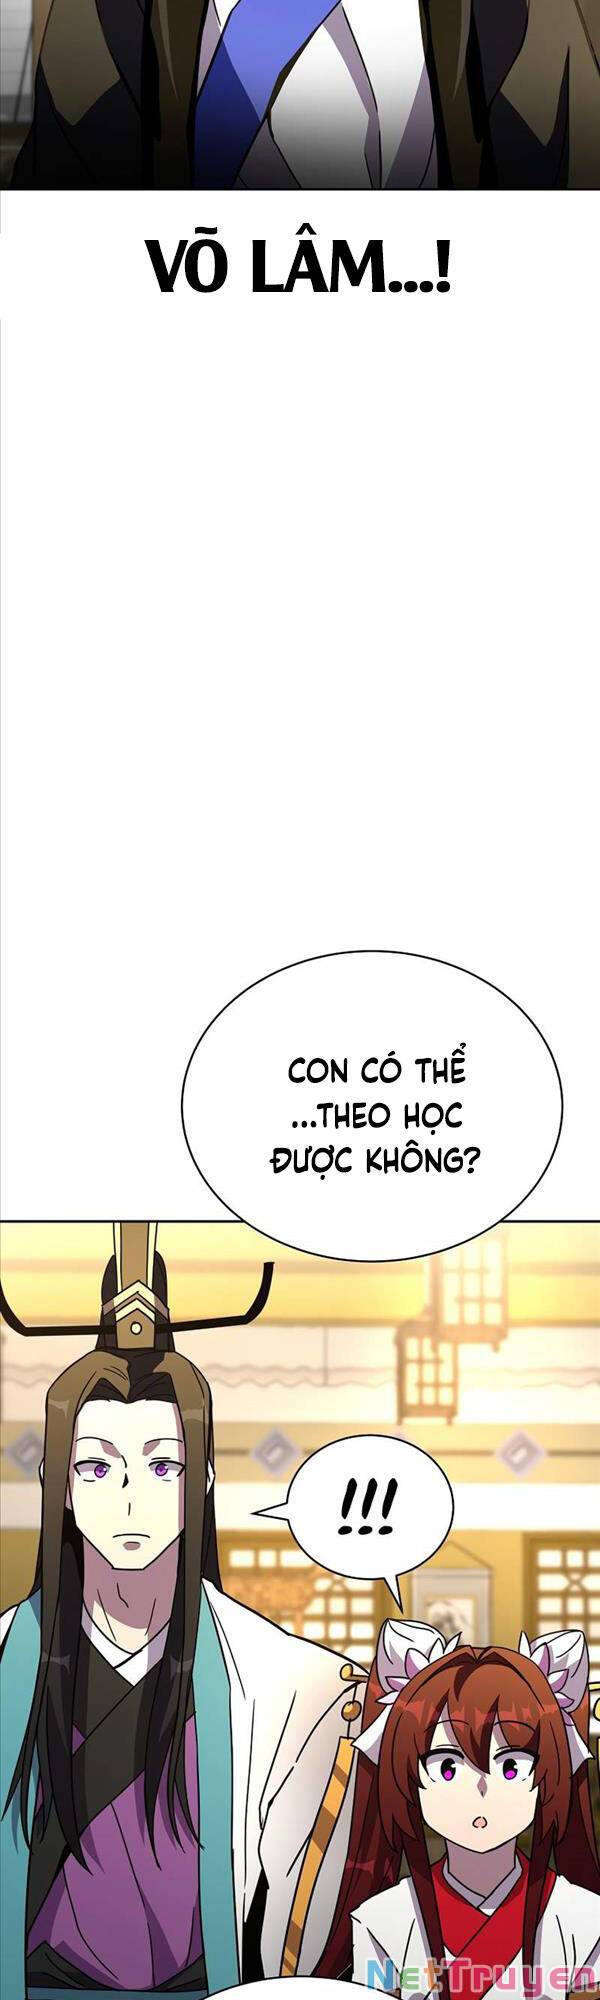 VÕ LÂM...!
CON CÓ THỂ
...THEO HỌC
ĐƯỢC KHÔNG?
!!!
NetTruyen